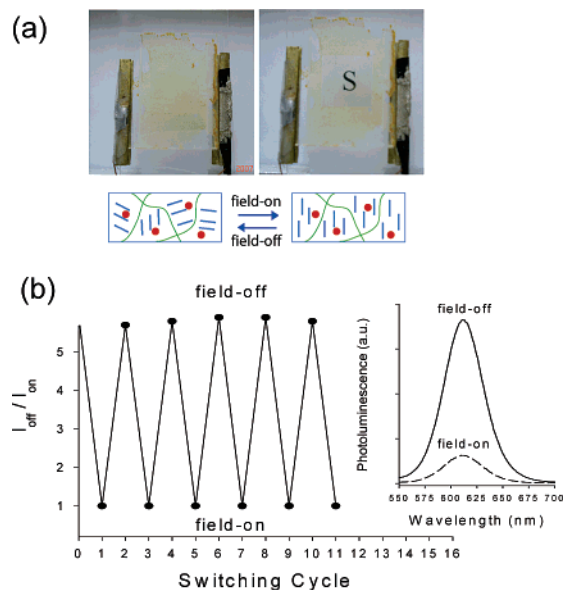 (a)
S
field-on
field-off
(b)
field-off
I_off / I_on
5
4
3
2
1
field-on
0 1 2 3 4 5 6 7 8 9 10 11 12 13 14 15 16
Switching Cycle
Photoluminescence (a.u.)
field-off
field-on
550 575 600 625 650 675 700
Wavelength (nm)